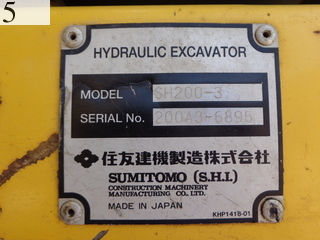 5
HYDRAULIC EXCAVATOR
MODEL SH200-3
SERIAL No. 200A3-6895
住友建機製造株式会社
SUMITOMO (S.H.I.)
CONSTRUCTION MACHINERY
MANUFACTURING CO., LTD.
MADE IN JAPAN
KHP1418-01